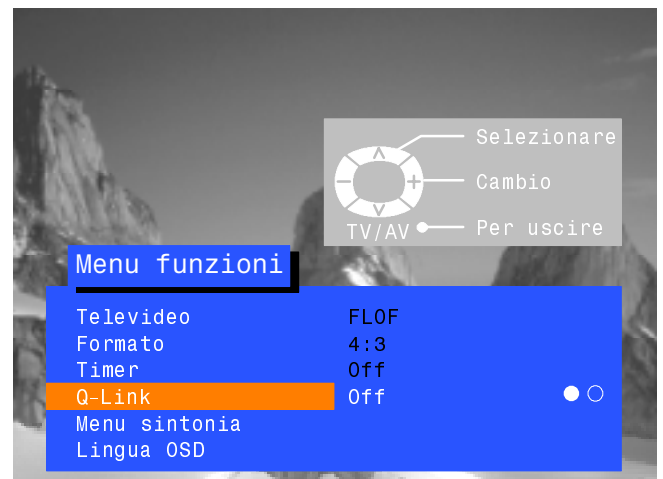 Selezionare
Cambio
TV/AV Per uscire
Menu funzioni
Televideo FLOF
Formato 4:3
Timer Off
Q-Link Off
Menu sintonia
Lingua OSD